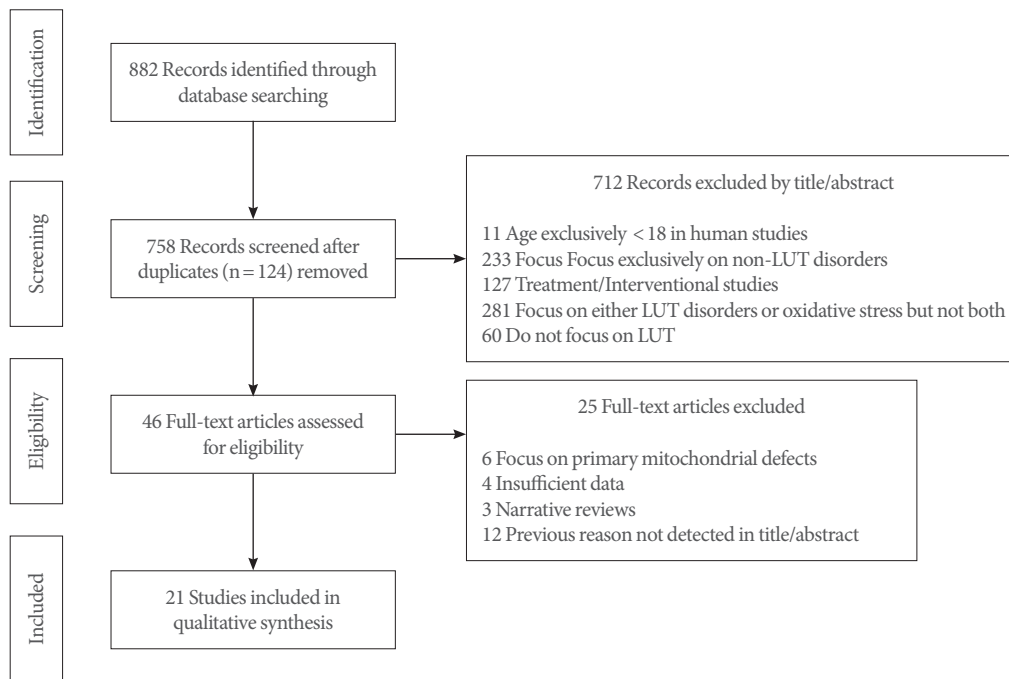 Identification
882 Records identified through
database searching
Screening
712 Records excluded by title/abstract
11 Age exclusively <18 in human studies
233 Focus Focus exclusively on non-LUT disorders
127 Treatment/Interventional studies
281 Focus on either LUT disorders or oxidative stress but not both
60 Do not focus on LUT
758 Records screened after
duplicates (n=124) removed
Eligibility
46 Full-text articles assessed
for eligibility
25 Full-text articles excluded
6 Focus on primary mitochondrial defects
4 Insufficient data
3 Narrative reviews
12 Previous reason not detected in title/abstract
Included
21 Studies included in
qualitative synthesis